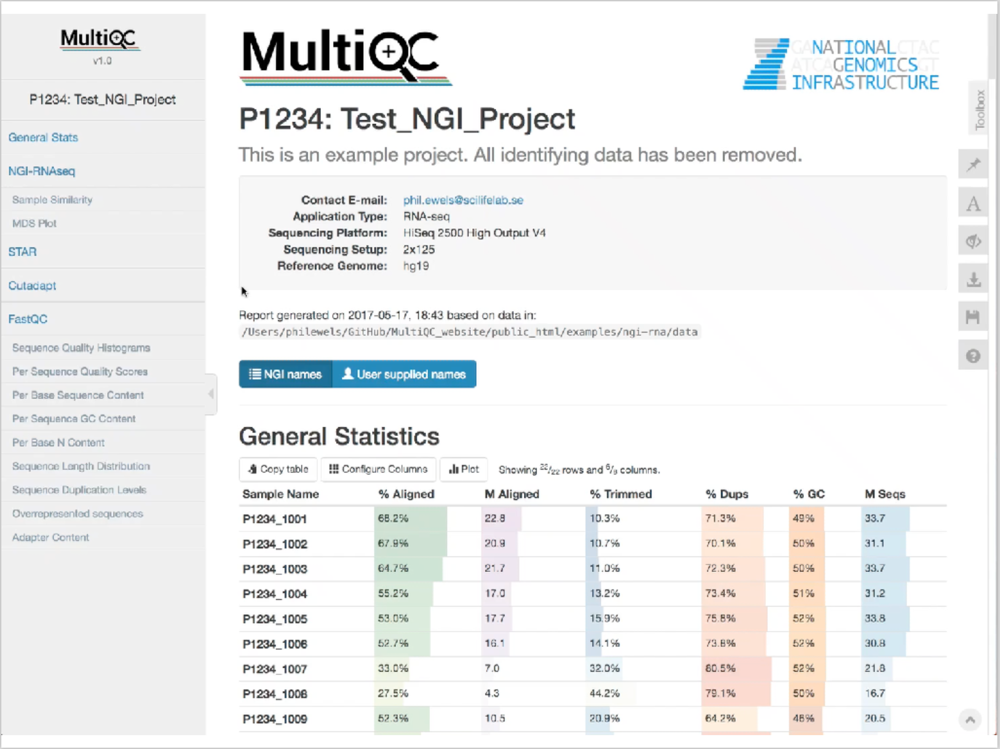 MultiQC
v1.0
P1234: Test_NGI_Project
General Stats
NGI-RNAseq
Sample Similarity
MDS Plot
STAR
Cutadapt
FastQC
Sequence Quality Histograms
Per Sequence Quality Scores
Per Base Sequence Content
Per Sequence GC Content
Per Base N Content
Sequence Length Distribution
Sequence Duplication Levels
Overrepresented sequences
Adapter Content
MultiQC
GANATIONALCTAC
ATCAGENOMICSGT
INFRASTRUCTURE
P1234: Test_NGI_Project
This is an example project. All identifying data has been removed.
Contact E-mail: phil.ewels@scilifelab.se
Application Type: RNA-seq
Sequencing Platform: HiSeq 2500 High Output V4
Sequencing Setup: 2x125
Reference Genome: hg19
Report generated on 2017-05-17, 18:43 based on data in:
/Users/philewels/GitHub/MultiQC_website/public_html/examples/ngi-rna/data
NGI names User supplied names
General Statistics
Copy table Configure Columns Plot Showing 22/22 rows and 6/8 columns.
Sample Name % Aligned M Aligned % Trimmed % Dups % GC M Seqs
P1234_1001 68.2% 22.8 10.3% 71.3% 49% 33.7
P1234_1002 67.9% 20.9 10.7% 70.1% 50% 31.1
P1234_1003 64.7% 21.7 11.0% 72.3% 50% 33.7
P1234_1004 55.2% 17.0 13.2% 73.4% 51% 31.2
P1234_1005 53.0% 17.7 15.9% 75.8% 52% 33.8
P1234_1006 52.7% 16.1 14.1% 73.8% 52% 30.8
P1234_1007 33.0% 7.0 32.0% 80.5% 52% 21.8
P1234_1008 27.5% 4.3 44.2% 79.1% 50% 16.7
P1234_1009 52.3% 10.5 20.9% 64.2% 46% 20.5
Toolbox
A